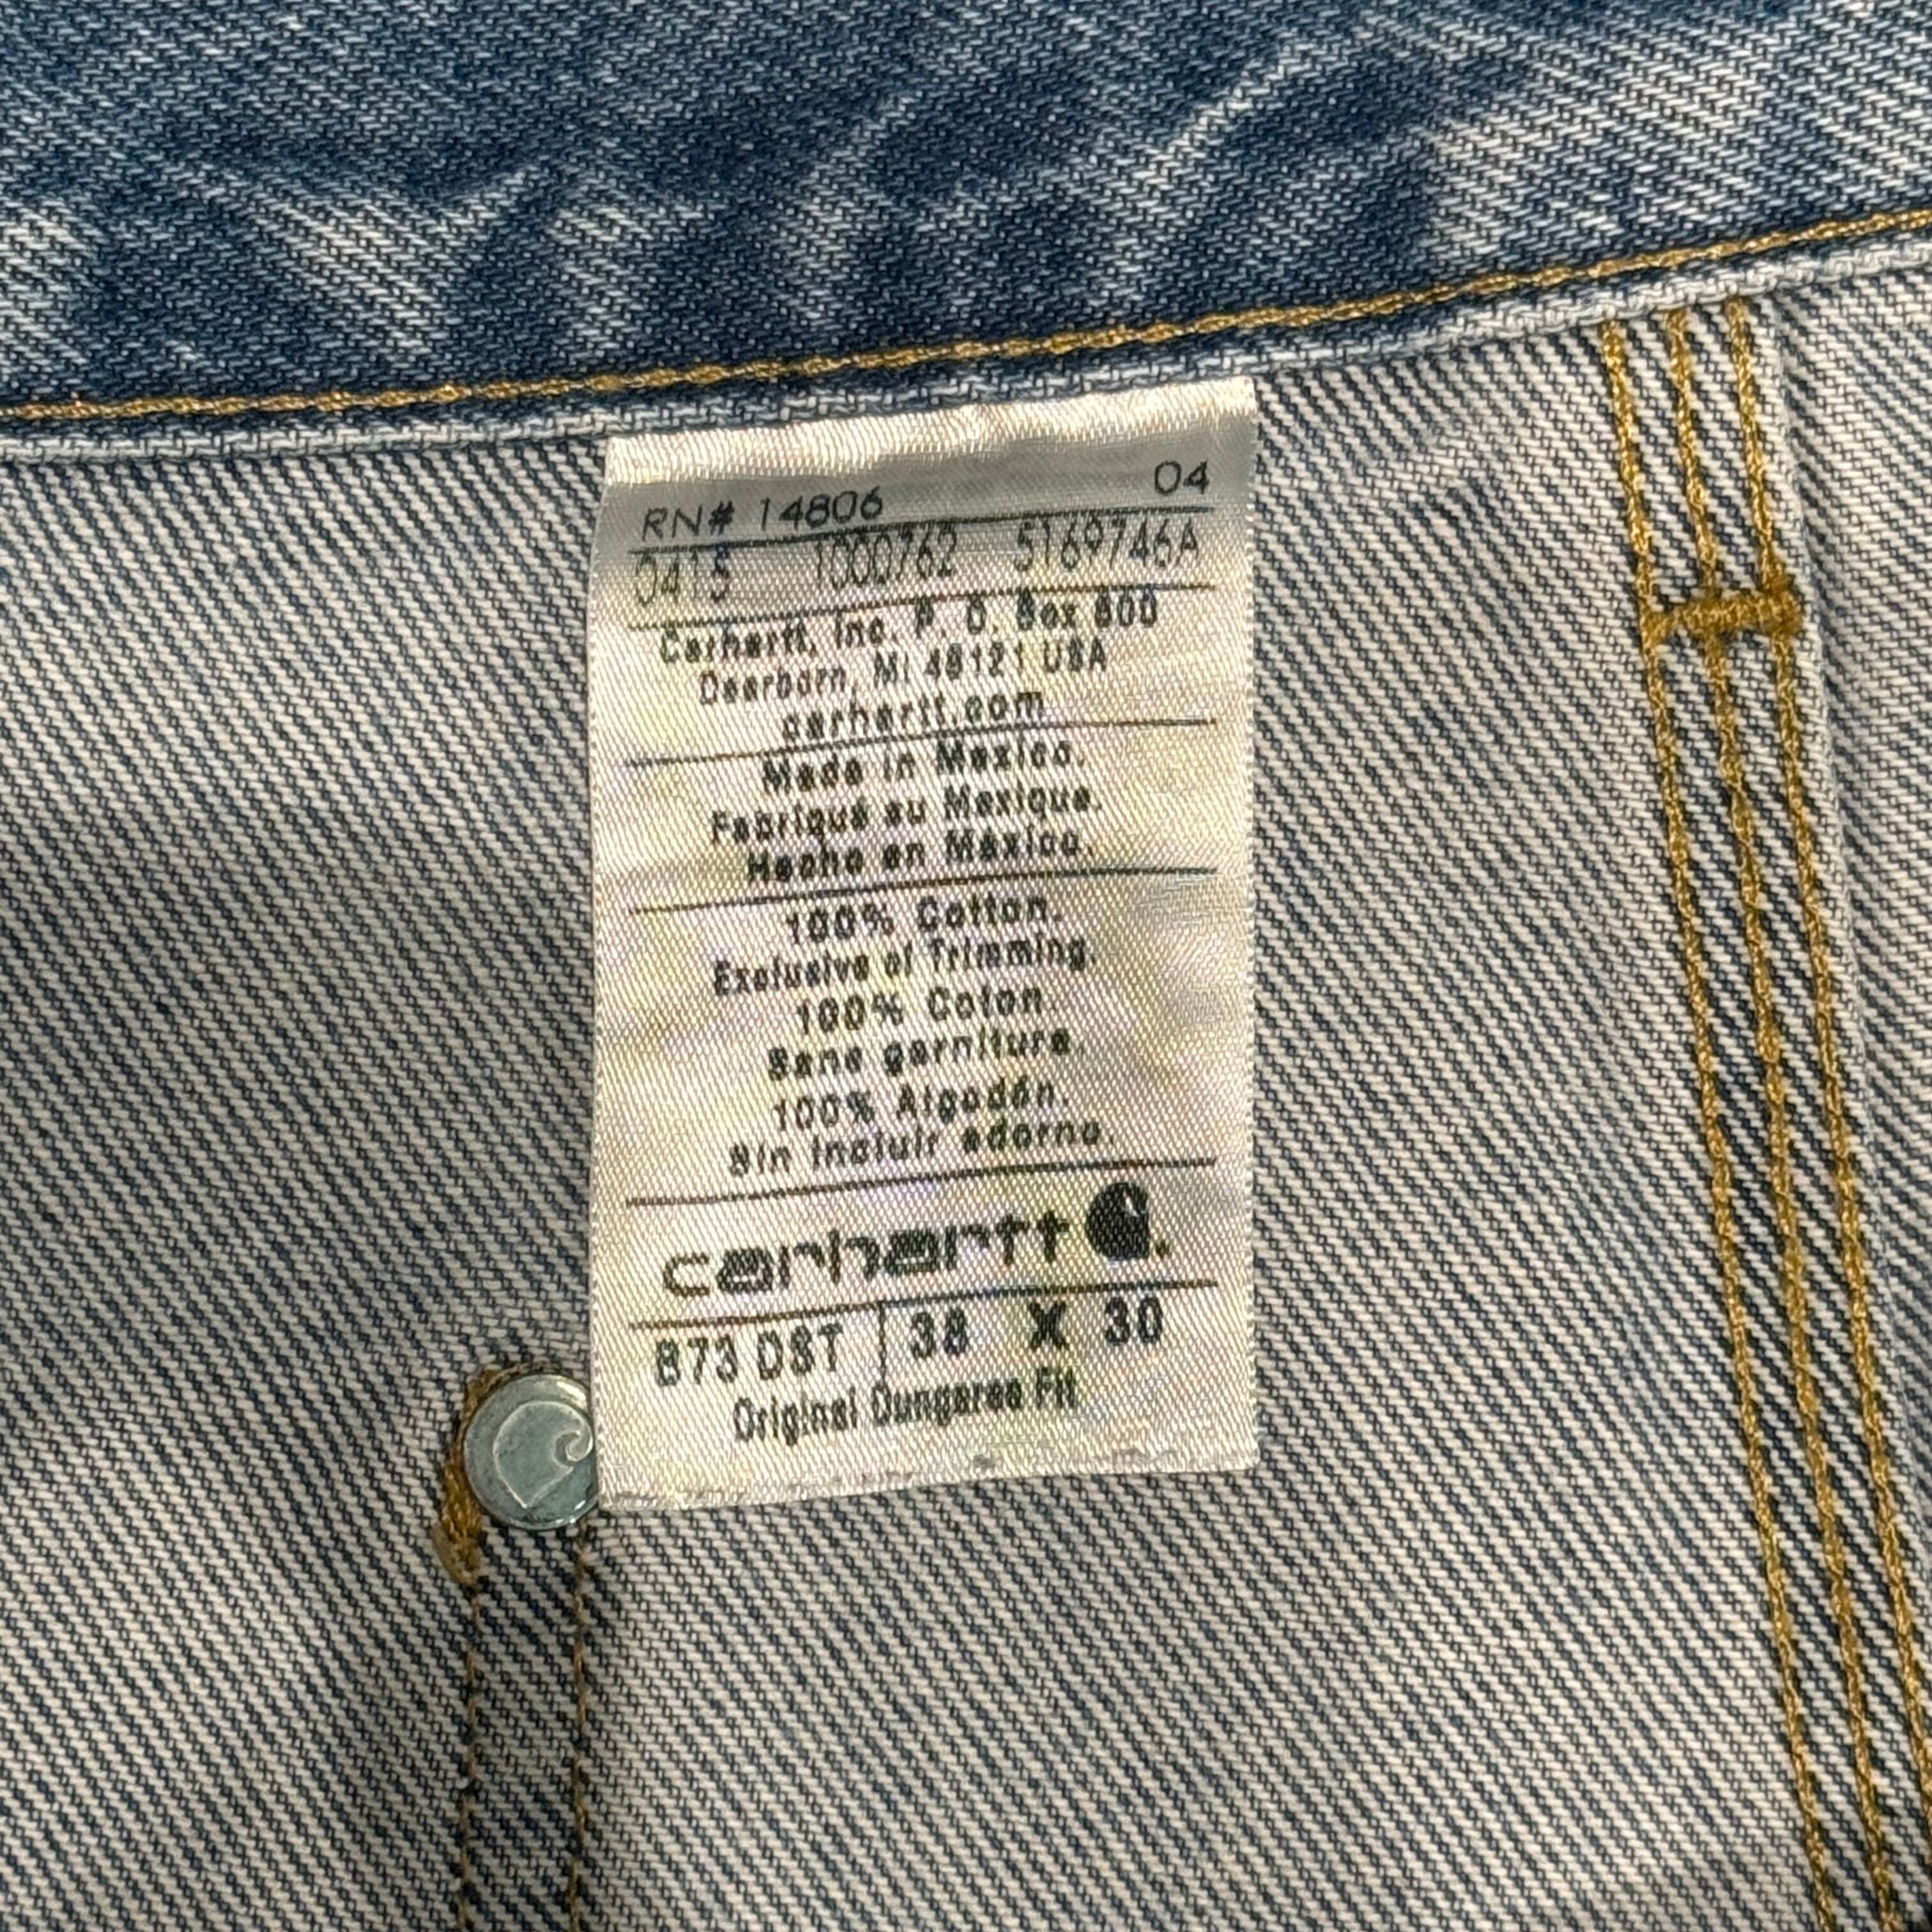 RN# 14806 04
0415 1000762 5169746A
Carhartt, Inc. P. O. Box 600
Dearborn, MI 48121 USA
carhartt.com
Made in Mexico.
Fabriqué au Mexique.
Hecho en México.
100% Cotton.
Exclusive of Trimming.
100% Coton.
Sans garniture.
100% Algodón.
Sin incluir adorno.
carhartt
873 DST 38 X 30
Original Dungaree Fit